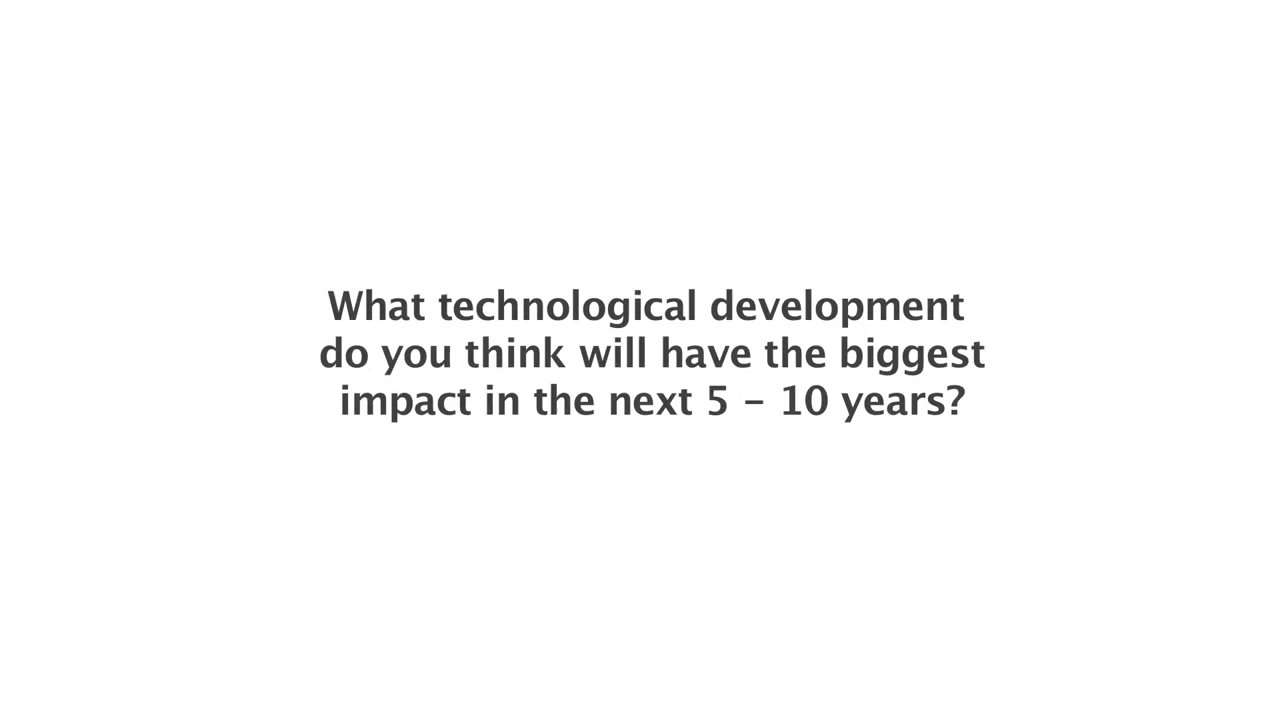 What technological development
do you think will have the biggest
impact in the next 5 – 10 years?